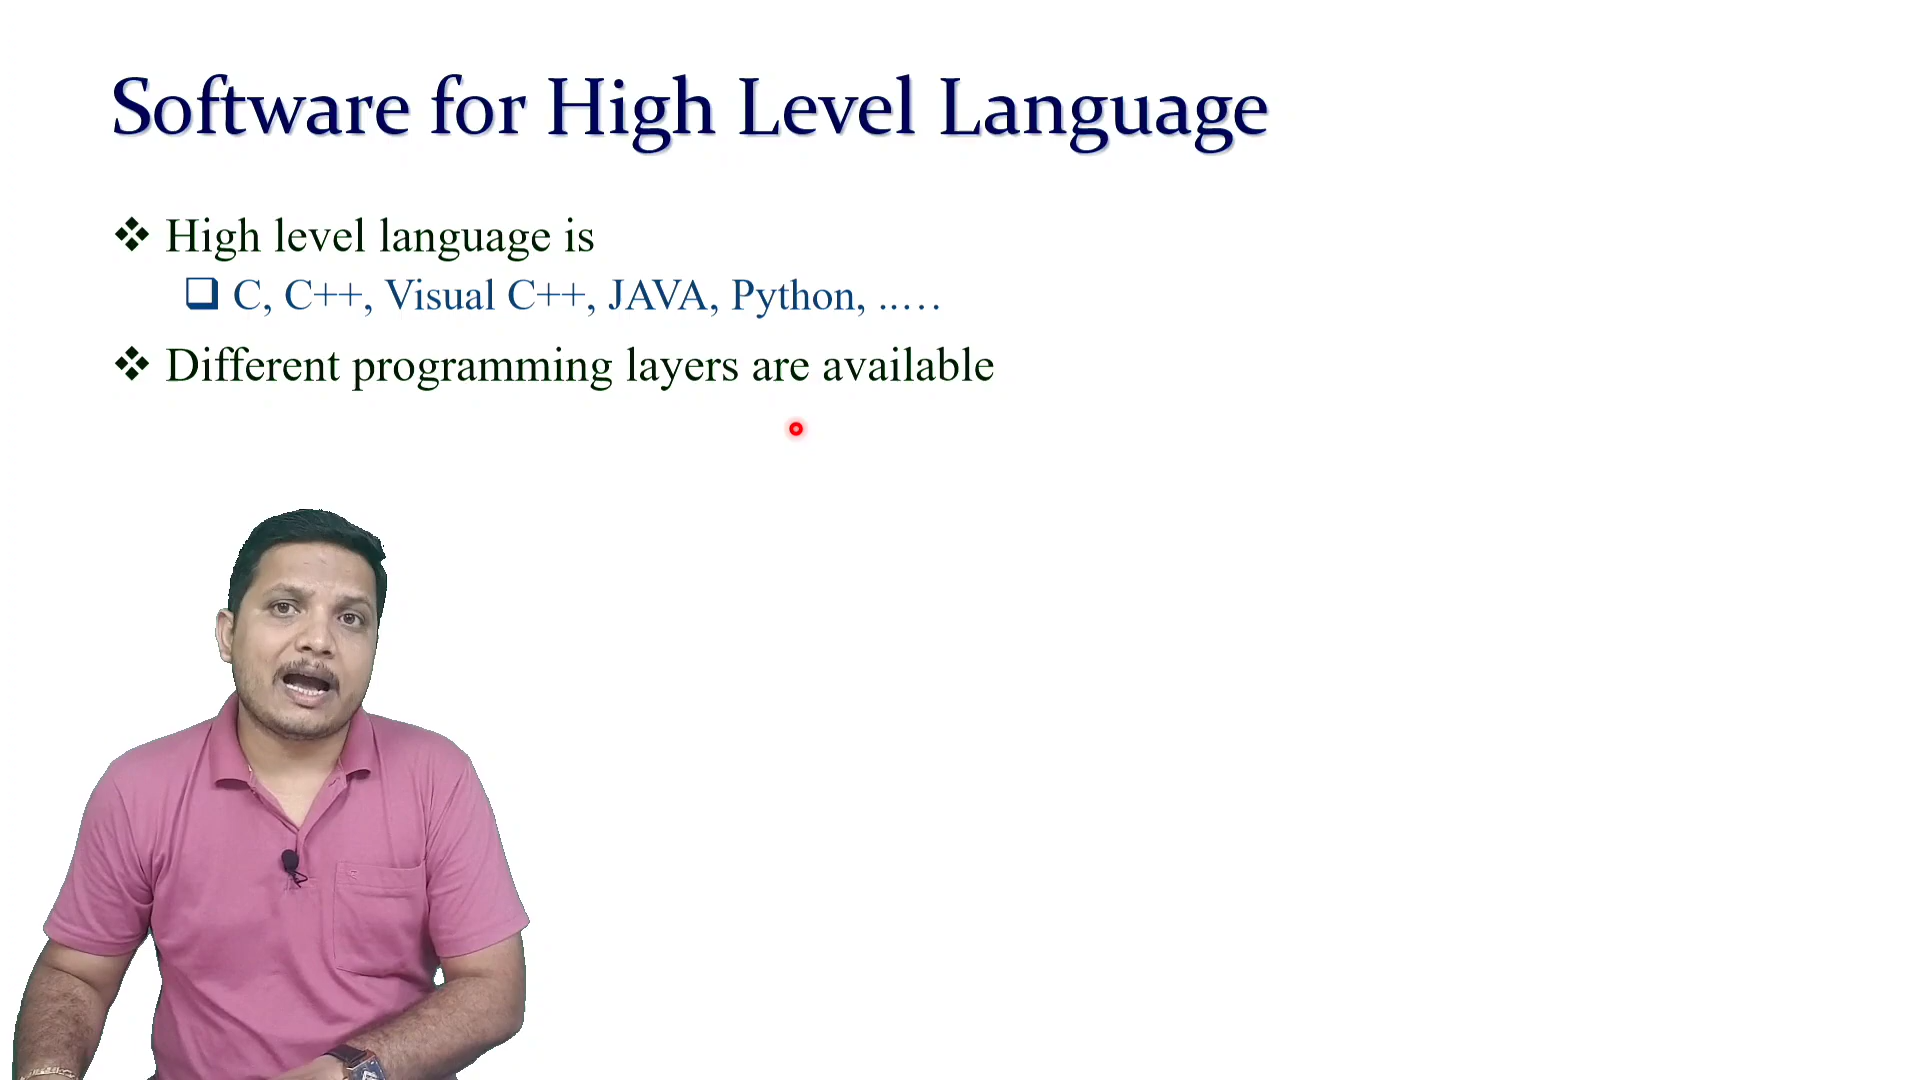 Software for High Level Language
High level language is
C, C++, Visual C++, JAVA, Python, ..…
Different programming layers are available